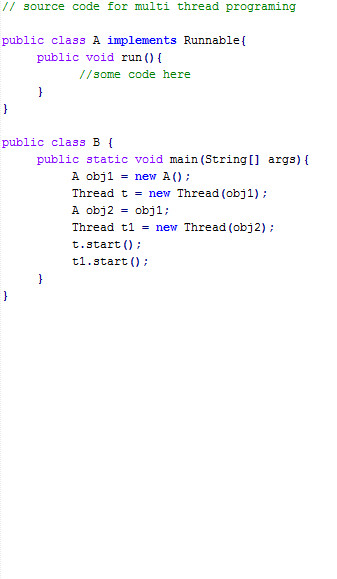 // source code for multi thread programing
public class A implements Runnable{
public void run(){
//some code here
}
}
public class B {
public static void main(String[] args){
A obj1 = new A();
Thread t = new Thread(obj1);
A obj2 = obj1;
Thread t1 = new Thread(obj2);
t.start();
t1.start();
}
}